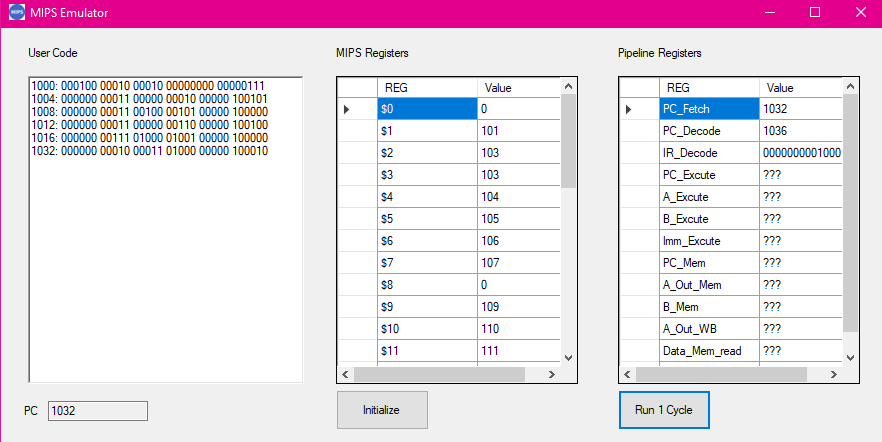 MIPS MIPS Emulator
User Code
1000: 000100 00010 00010 00000000 00000111
1004: 000000 00011 00000 00010 00000 100101
1008: 000000 00011 00100 00101 00000 100000
1012: 000000 00011 00000 00110 00000 100100
1016: 000000 00111 01000 01001 00000 100000
1032: 000000 00010 00011 01000 00000 100010
PC 1032
MIPS Registers
REG Value
$0 0
$1 101
$2 103
$3 103
$4 104
$5 105
$6 106
$7 107
$8 0
$9 109
$10 110
$11 111
Initialize
Pipeline Registers
REG Value
PC_Fetch 1032
PC_Decode 1036
IR_Decode 0000000001000
PC_Excute ???
A_Excute ???
B_Excute ???
Imm_Excute ???
PC_Mem ???
A_Out_Mem ???
B_Mem ???
A_Out_WB ???
Data_Mem_read ???
Run 1 Cycle